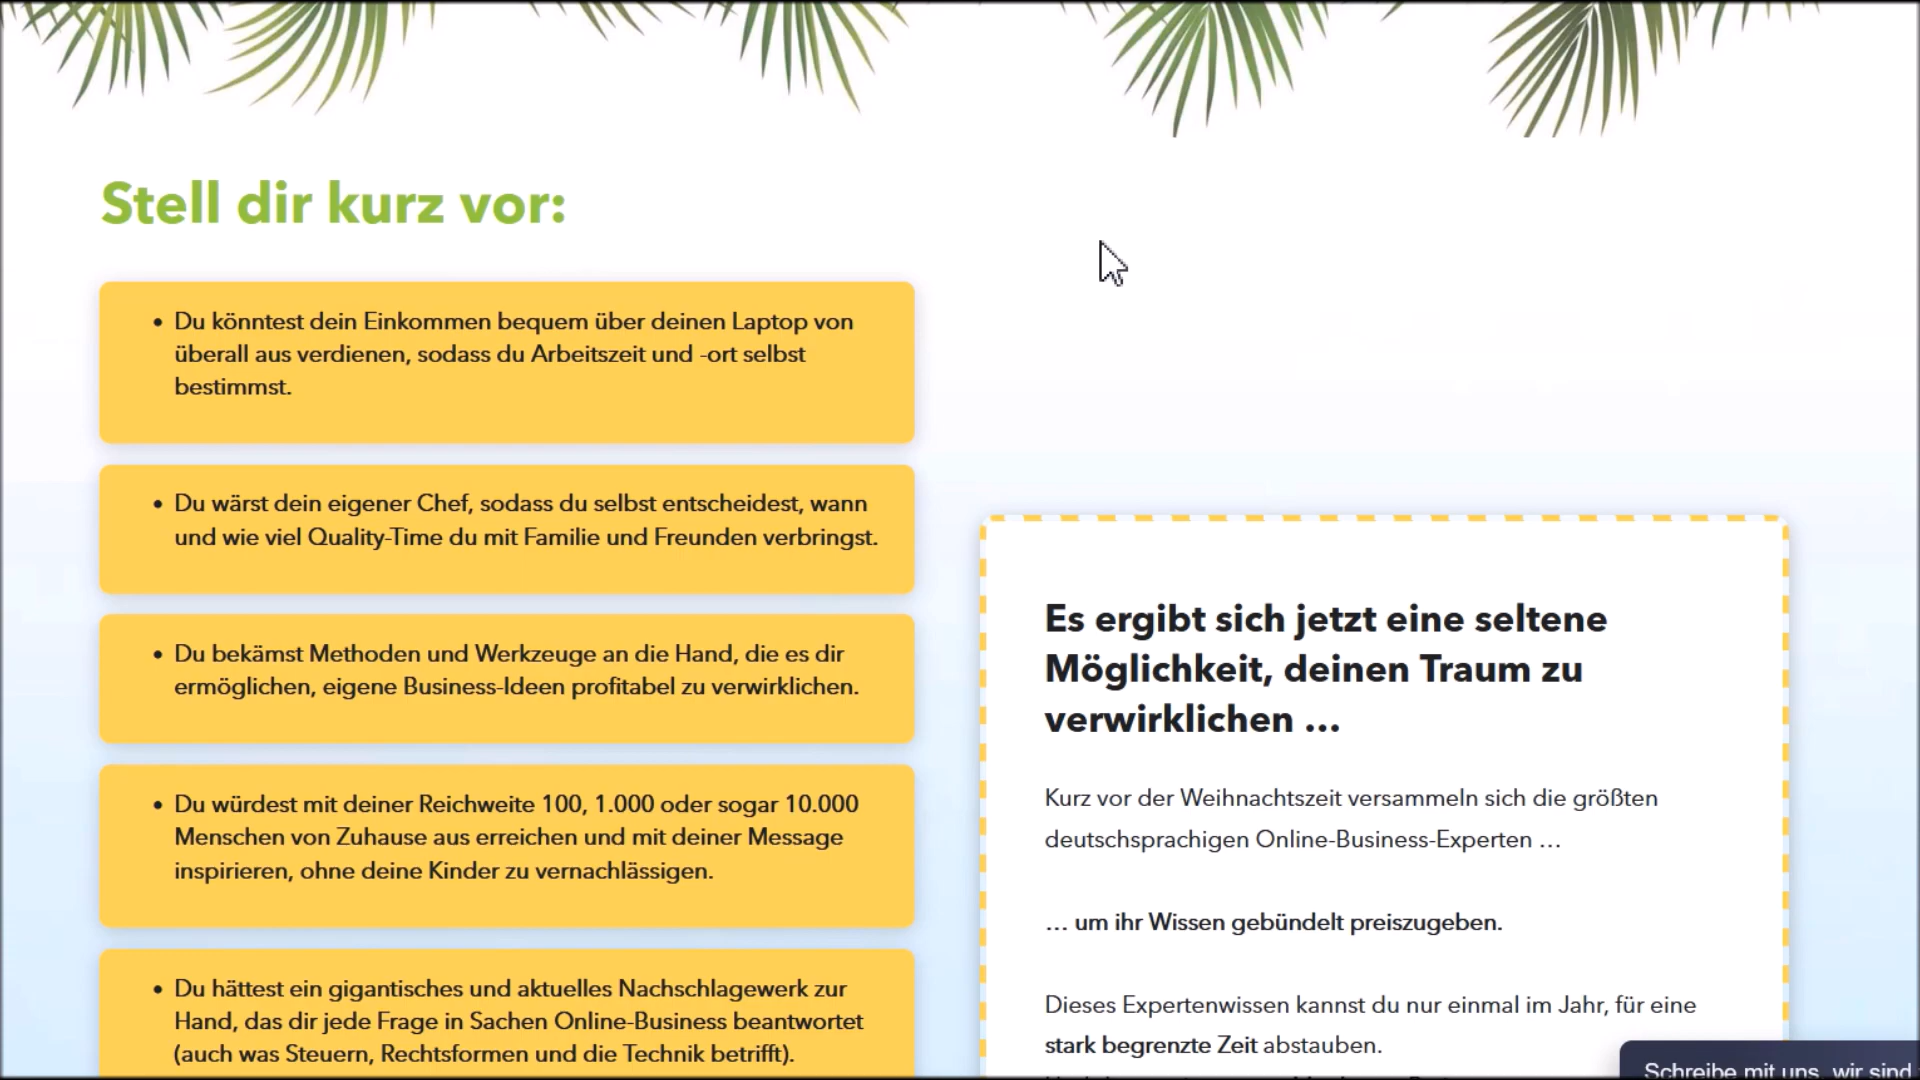 Stell dir kurz vor:
• Du könntest dein Einkommen bequem über deinen Laptop von
überall aus verdienen, sodass du Arbeitszeit und -ort selbst
bestimmst.
• Du wärst dein eigener Chef, sodass du selbst entscheidest, wann
und wie viel Quality-Time du mit Familie und Freunden verbringst.
• Du bekämst Methoden und Werkzeuge an die Hand, die es dir
ermöglichen, eigene Business-Ideen profitabel zu verwirklichen.
• Du würdest mit deiner Reichweite 100, 1.000 oder sogar 10.000
Menschen von Zuhause aus erreichen und mit deiner Message
inspirieren, ohne deine Kinder zu vernachlässigen.
• Du hättest ein gigantisches und aktuelles Nachschlagewerk zur
Hand, das dir jede Frage in Sachen Online-Business beantwortet
(auch was Steuern, Rechtsformen und die Technik betrifft).
Es ergibt sich jetzt eine seltene
Möglichkeit, deinen Traum zu
verwirklichen ...
Kurz vor der Weihnachtszeit versammeln sich die größten
deutschsprachigen Online-Business-Experten ...
... um ihr Wissen gebündelt preiszugeben.
Dieses Expertenwissen kannst du nur einmal im Jahr, für eine
stark begrenzte Zeit abstauben.
Schreibe mit uns, wir sind